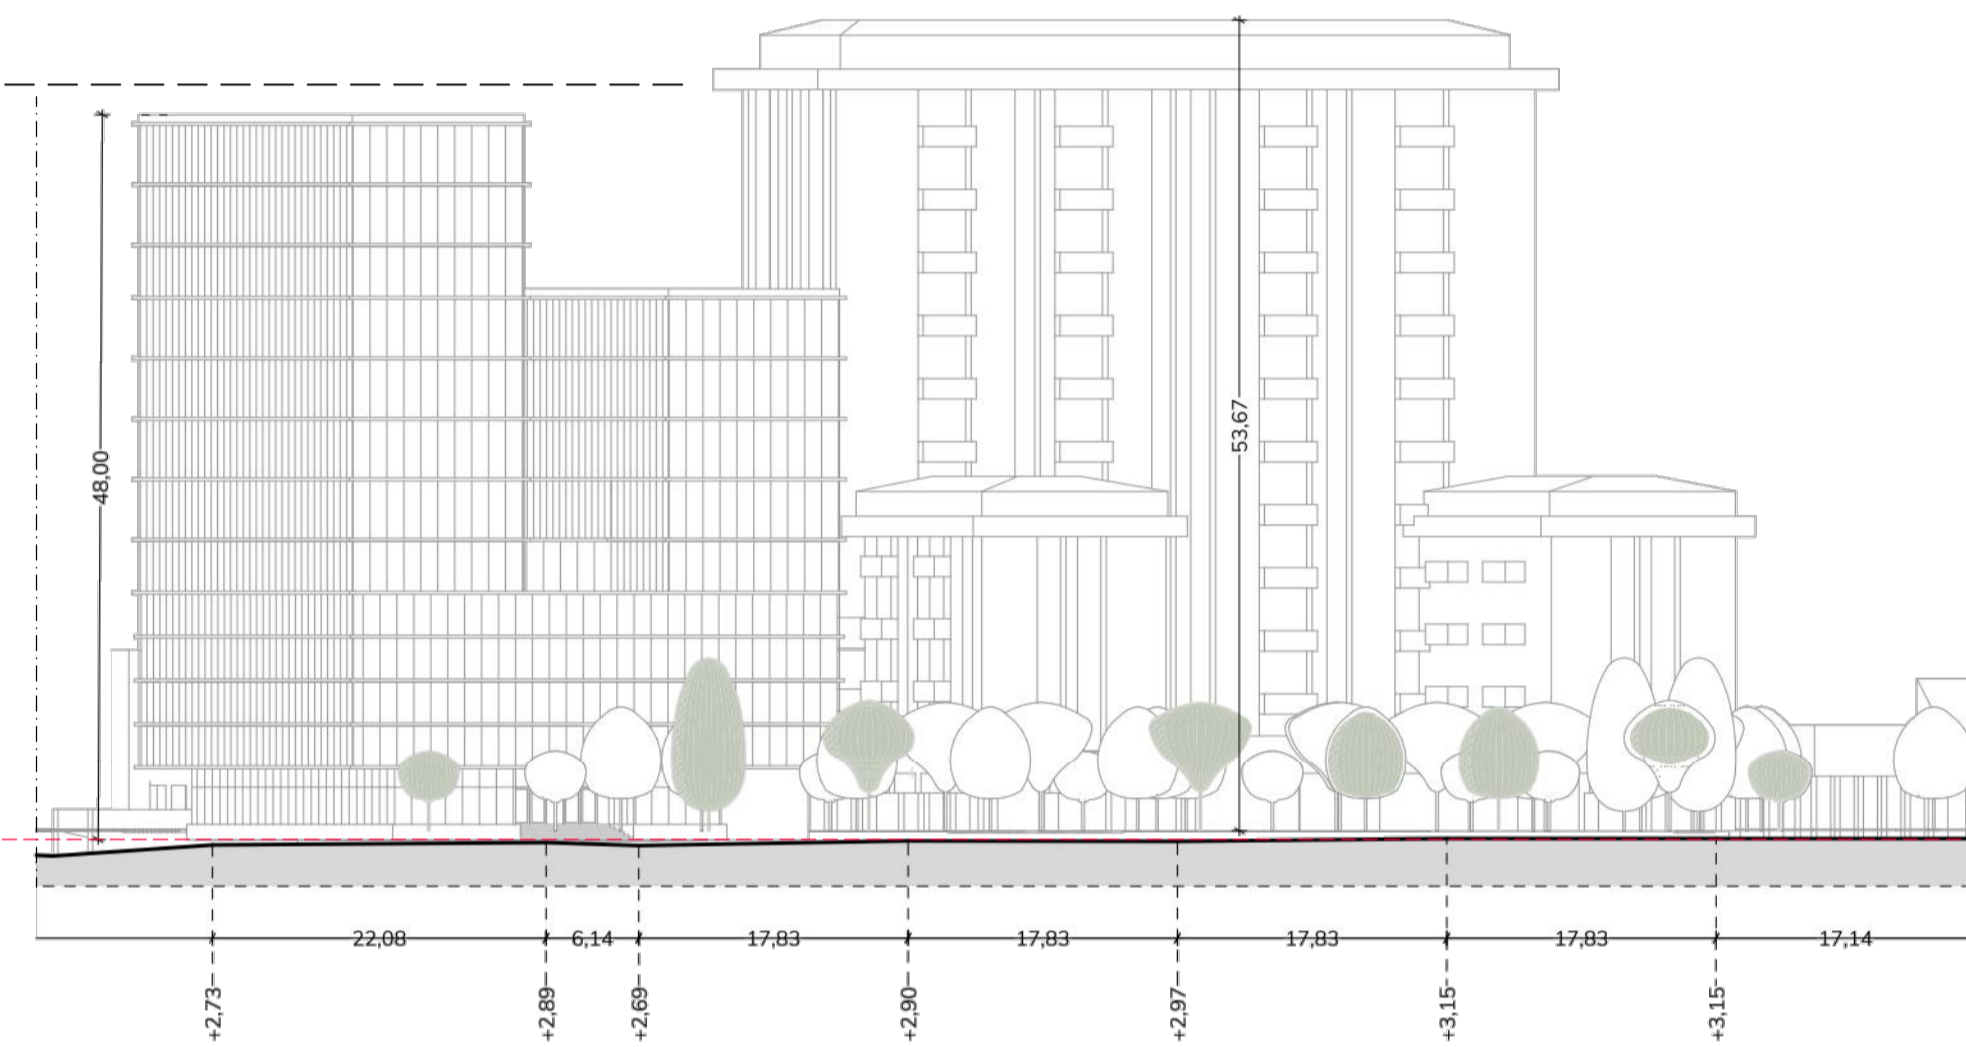 53,67
48,00
22,08 6,14 17,83 17,83 17,83 17,83 17,14
+2,73 +2,89 +2,69 +2,90 +2,97 +3,15 +3,15